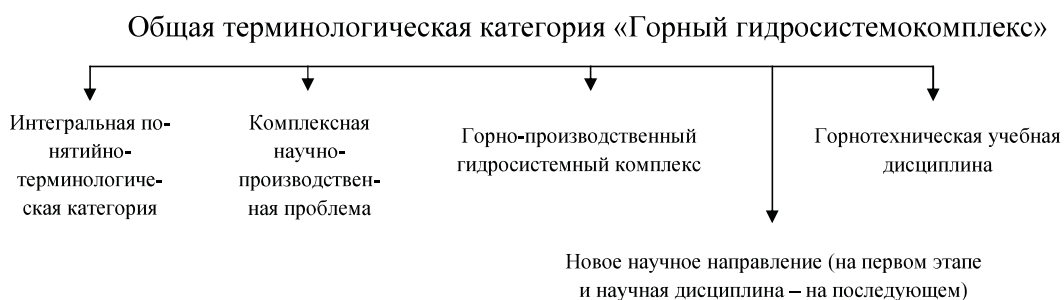 Общая терминологическая категория «Горный гидросистемокомплекс»
Интегральная по-
нятийно-
терминологиче-
ская категория
Комплексная
научно-
производствен-
ная проблема
Горно-производственный
гидросистемный комплекс
Горнотехническая учебная
дисциплина
Новое научное направление (на первом этапе
и научная дисциплина – на последующем)